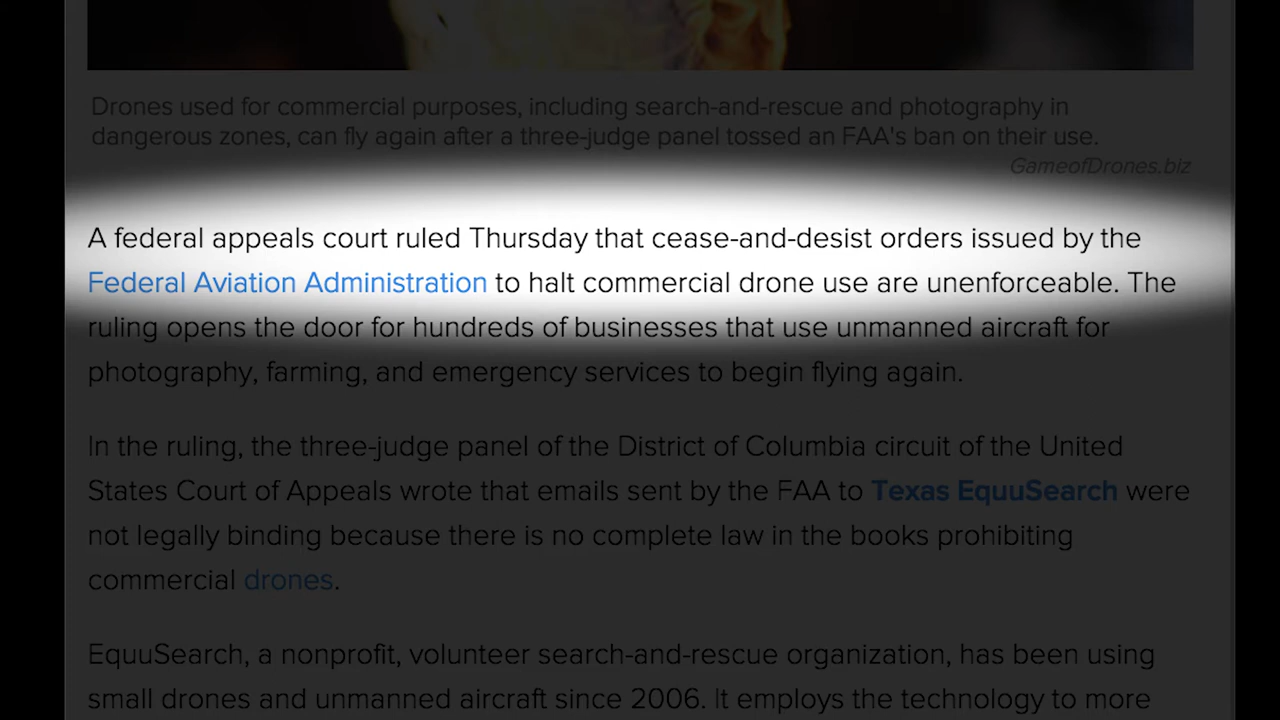 Drones used for commercial purposes, including search-and-rescue and photography in
dangerous zones, can fly again after a three-judge panel tossed an FAA's ban on their use.
GameofDrones.biz
A federal appeals court ruled Thursday that cease-and-desist orders issued by the
Federal Aviation Administration to halt commercial drone use are unenforceable. The
ruling opens the door for hundreds of businesses that use unmanned aircraft for
photography, farming, and emergency services to begin flying again.
In the ruling, the three-judge panel of the District of Columbia circuit of the United
States Court of Appeals wrote that emails sent by the FAA to Texas EquuSearch were
not legally binding because there is no complete law in the books prohibiting
commercial drones.
EquuSearch, a nonprofit, volunteer search-and-rescue organization, has been using
small drones and unmanned aircraft since 2006. It employs the technology to more